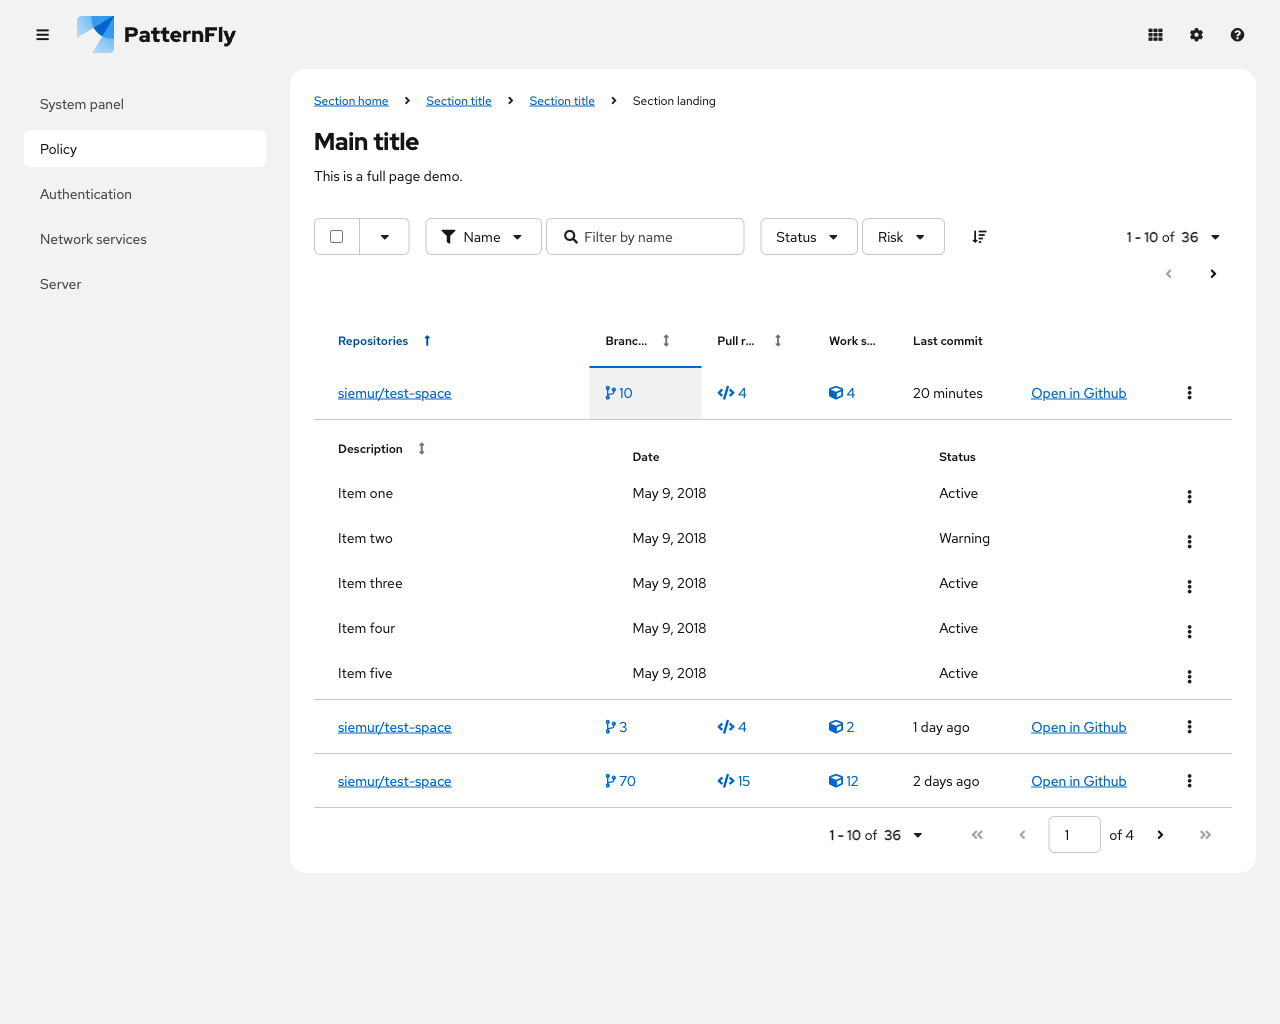 PatternFly
System panel
Policy
Authentication
Network services
Server
Section home
Section title
Section title
Section landing
Main title
This is a full page demo.
Name
Filter by name
Status
Risk
1 - 10 of 36
Repositories
Branc...
Pull r...
Work s...
Last commit
siemur/test-space
10
4
4
20 minutes
Open in Github
Description
Date
Status
Item one
May 9, 2018
Active
Item two
May 9, 2018
Warning
Item three
May 9, 2018
Active
Item four
May 9, 2018
Active
Item five
May 9, 2018
Active
siemur/test-space
3
4
2
1 day ago
Open in Github
siemur/test-space
70
15
12
2 days ago
Open in Github
1 - 10 of 36
1
of 4